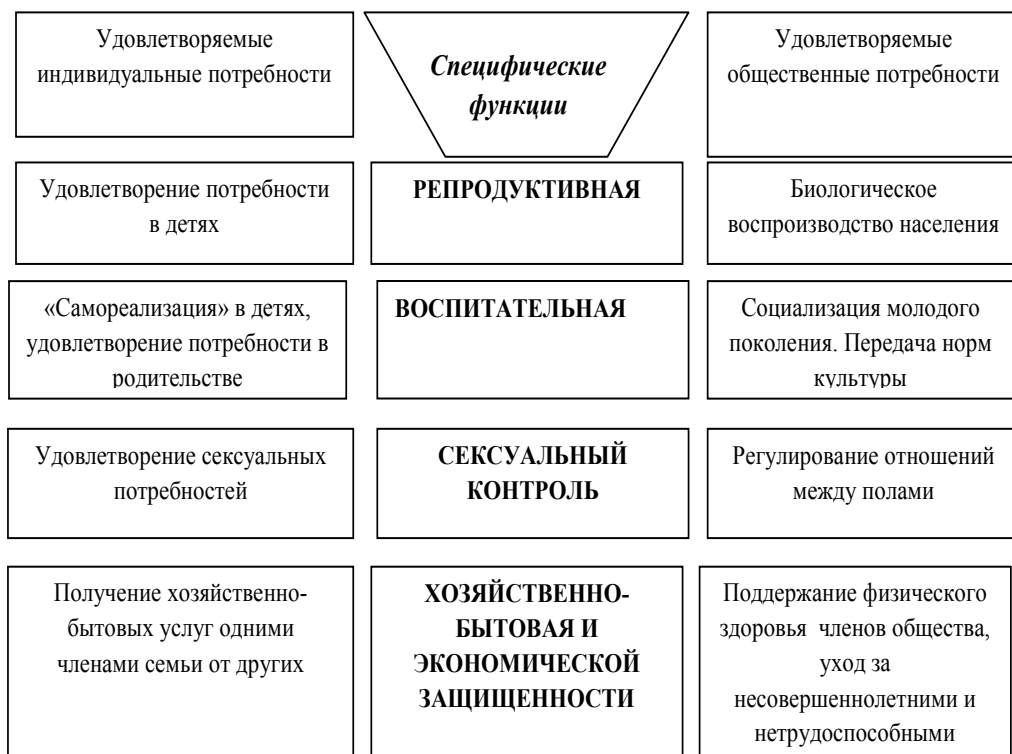 Удовлетворяемые
индивидуальные потребности
Специфические
функции
Удовлетворяемые
общественные потребности
Удовлетворение потребности
в детях
РЕПРОДУКТИВНАЯ
Биологическое
воспроизводство населения
«Самореализация» в детях,
удовлетворение потребности в
родительстве
ВОСПИТАТЕЛЬНАЯ
Социализация молодого
поколения. Передача норм
культуры
Удовлетворение сексуальных
потребностей
СЕКСУАЛЬНЫЙ
КОНТРОЛЬ
Регулирование отношений
между полами
Получение хозяйственно-
бытовых услуг одними
членами семьи от других
ХОЗЯЙСТВЕННО-
БЫТОВАЯ И
ЭКОНОМИЧЕСКОЙ
ЗАЩИЩЕННОСТИ
Поддержание физического
здоровья членов общества,
уход за
несовершеннолетними и
нетрудоспособными